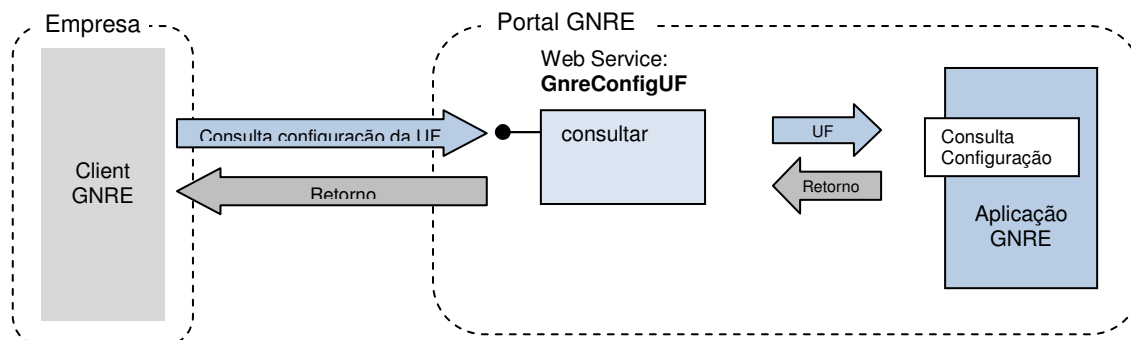 Empresa
Portal GNRE
Web Service:
GnreConfigUF
Consulta configuração da UF
consultar
UF
Consulta
Configuração
Client
GNRE
Retorno
Retorno
Aplicação
GNRE